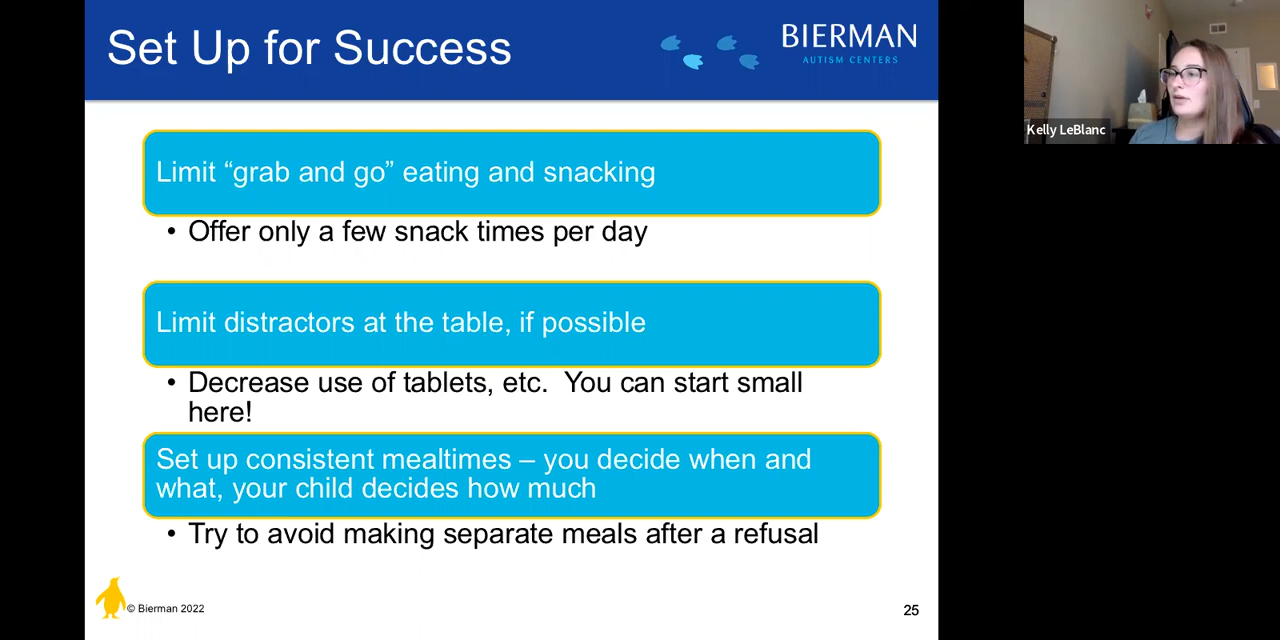 Set Up for Success
BIERMAN
AUTISM CENTERS
Kelly LeBlanc
Limit “grab and go” eating and snacking
• Offer only a few snack times per day
Limit distractors at the table, if possible
• Decrease use of tablets, etc.  You can start small
here!
Set up consistent mealtimes – you decide when and
what, your child decides how much
• Try to avoid making separate meals after a refusal
© Bierman 2022
25